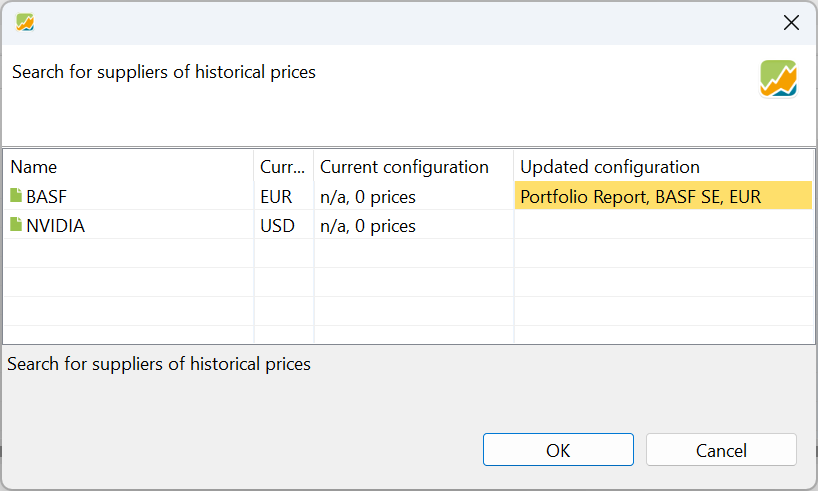 Search for suppliers of historical prices
Name Curr... Current configuration Updated configuration
BASF EUR n/a, 0 prices Portfolio Report, BASF SE, EUR
NVIDIA USD n/a, 0 prices
Search for suppliers of historical prices
OK Cancel